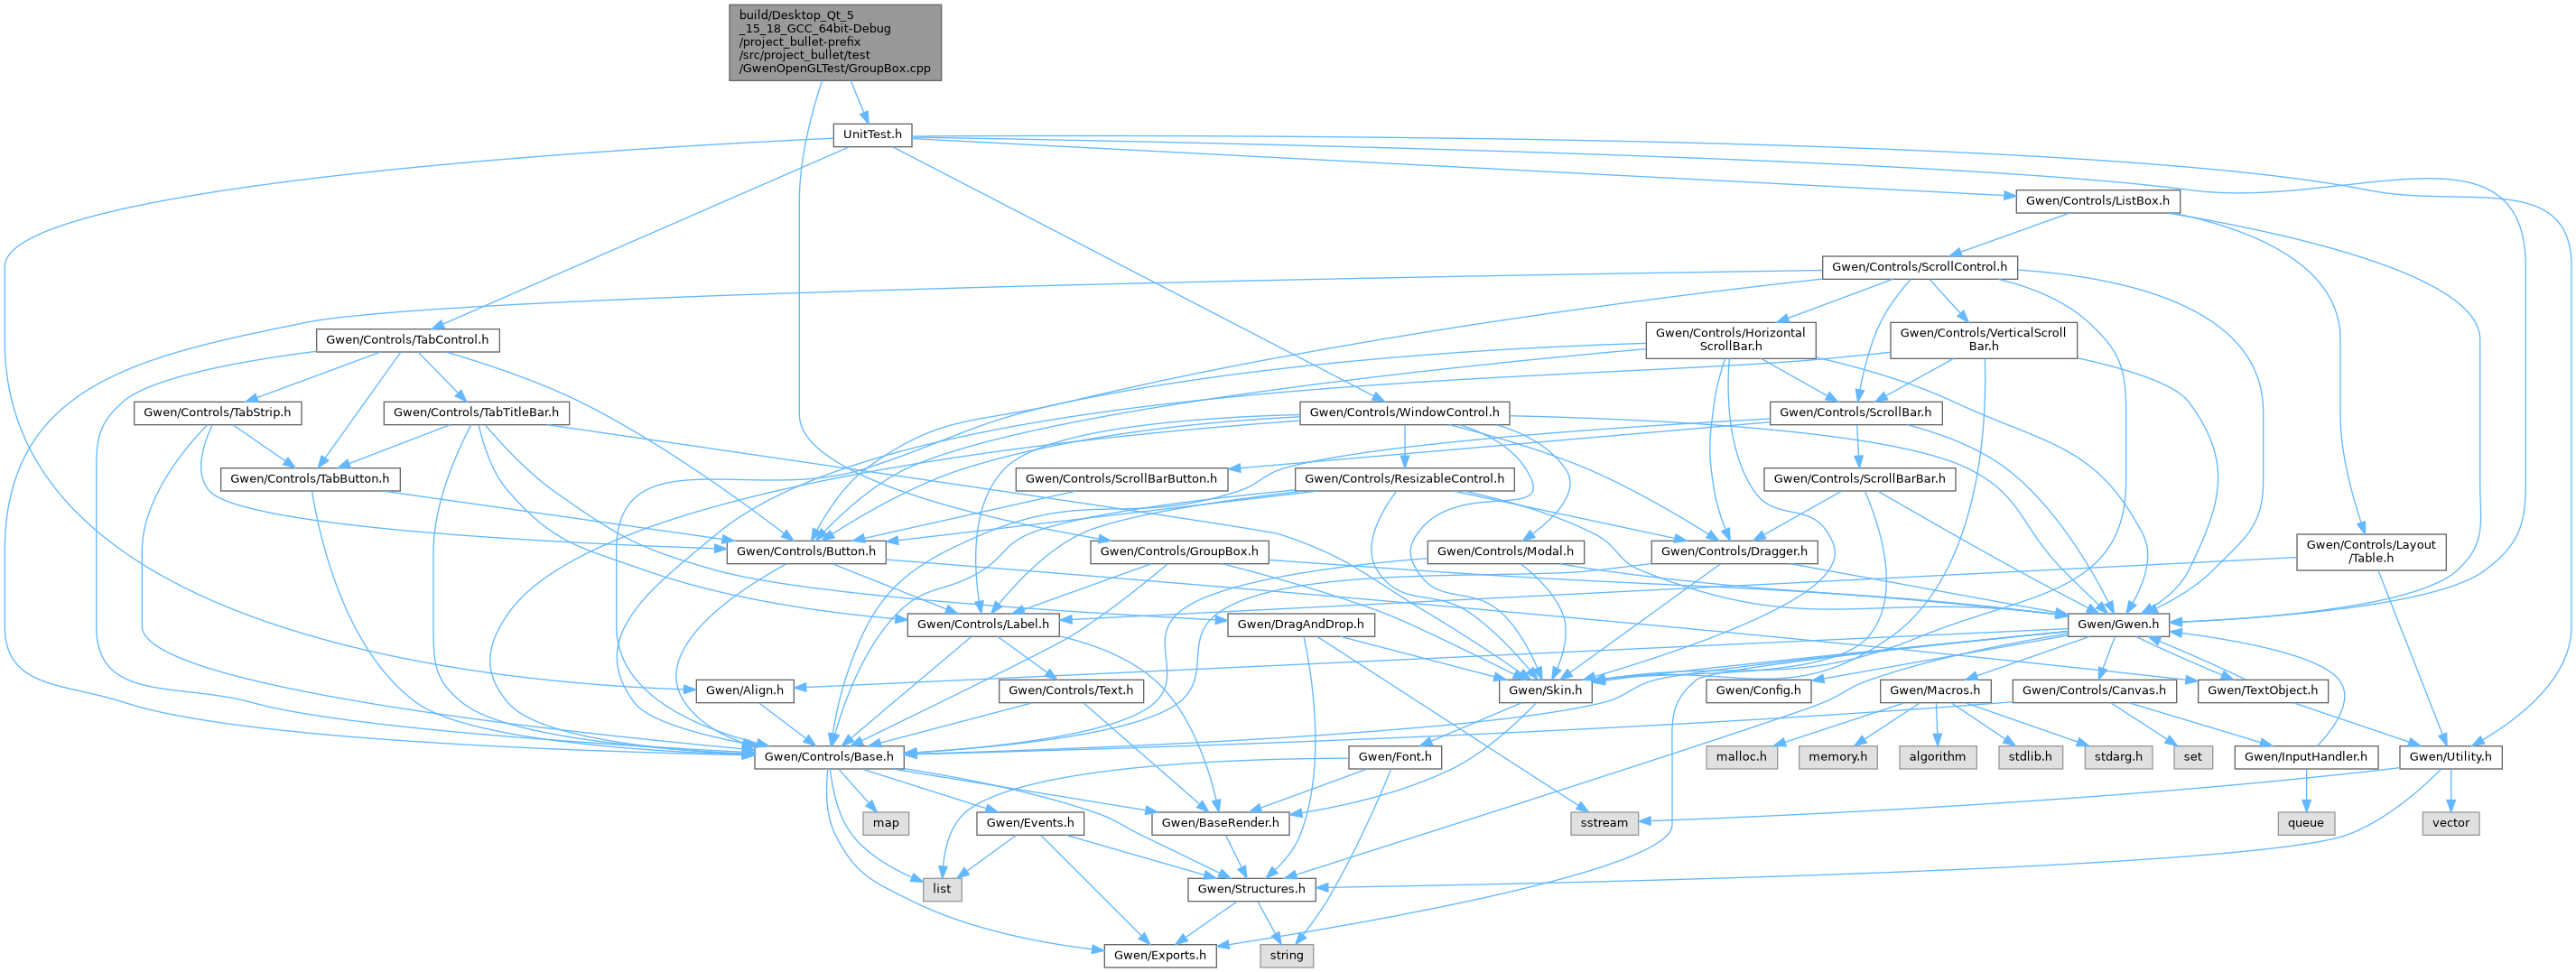 build/Desktop_Qt_5
_15_18_GCC_64bit-Debug
/project_bullet-prefix
/src/project_bullet/test
/GwenOpenGLTest/GroupBox.cpp
UnitTest.h
Gwen/Controls/ListBox.h
Gwen/Controls/ScrollControl.h
Gwen/Controls/TabControl.h
Gwen/Controls/Horizontal
ScrollBar.h
Gwen/Controls/VerticalScroll
Bar.h
Gwen/Controls/TabStrip.h
Gwen/Controls/TabTitleBar.h
Gwen/Controls/WindowControl.h
Gwen/Controls/ScrollBar.h
Gwen/Controls/TabButton.h
Gwen/Controls/ScrollBarButton.h
Gwen/Controls/ResizableControl.h
Gwen/Controls/ScrollBarBar.h
Gwen/Controls/Button.h
Gwen/Controls/GroupBox.h
Gwen/Controls/Modal.h
Gwen/Controls/Dragger.h
Gwen/Controls/Layout
/Table.h
Gwen/Controls/Label.h
Gwen/DragAndDrop.h
Gwen/Gwen.h
Gwen/Align.h
Gwen/Controls/Text.h
Gwen/Skin.h
Gwen/Config.h
Gwen/Macros.h
Gwen/Controls/Canvas.h
Gwen/TextObject.h
Gwen/Controls/Base.h
Gwen/Font.h
malloc.h
memory.h
algorithm
stdlib.h
stdarg.h
set
Gwen/InputHandler.h
Gwen/Utility.h
map
Gwen/Events.h
Gwen/BaseRender.h
sstream
queue
vector
list
Gwen/Structures.h
Gwen/Exports.h
string